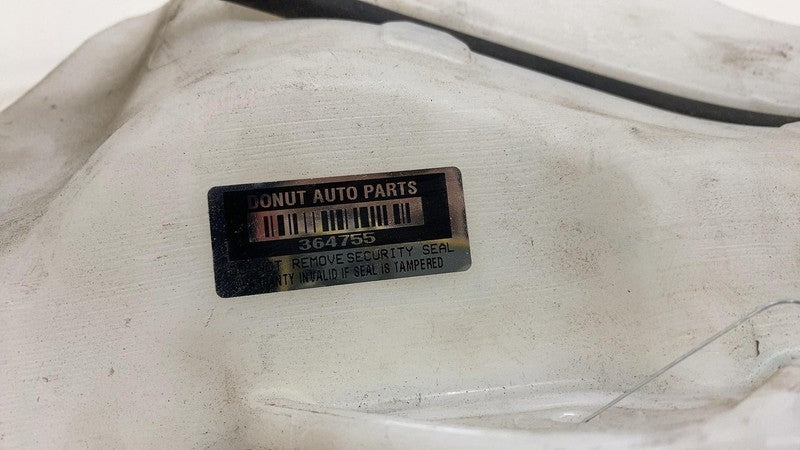 DONUT AUTO PARTS
364755
REMOVE SECURITY SEAL
INVALID IF SEAL IS TAMPERED